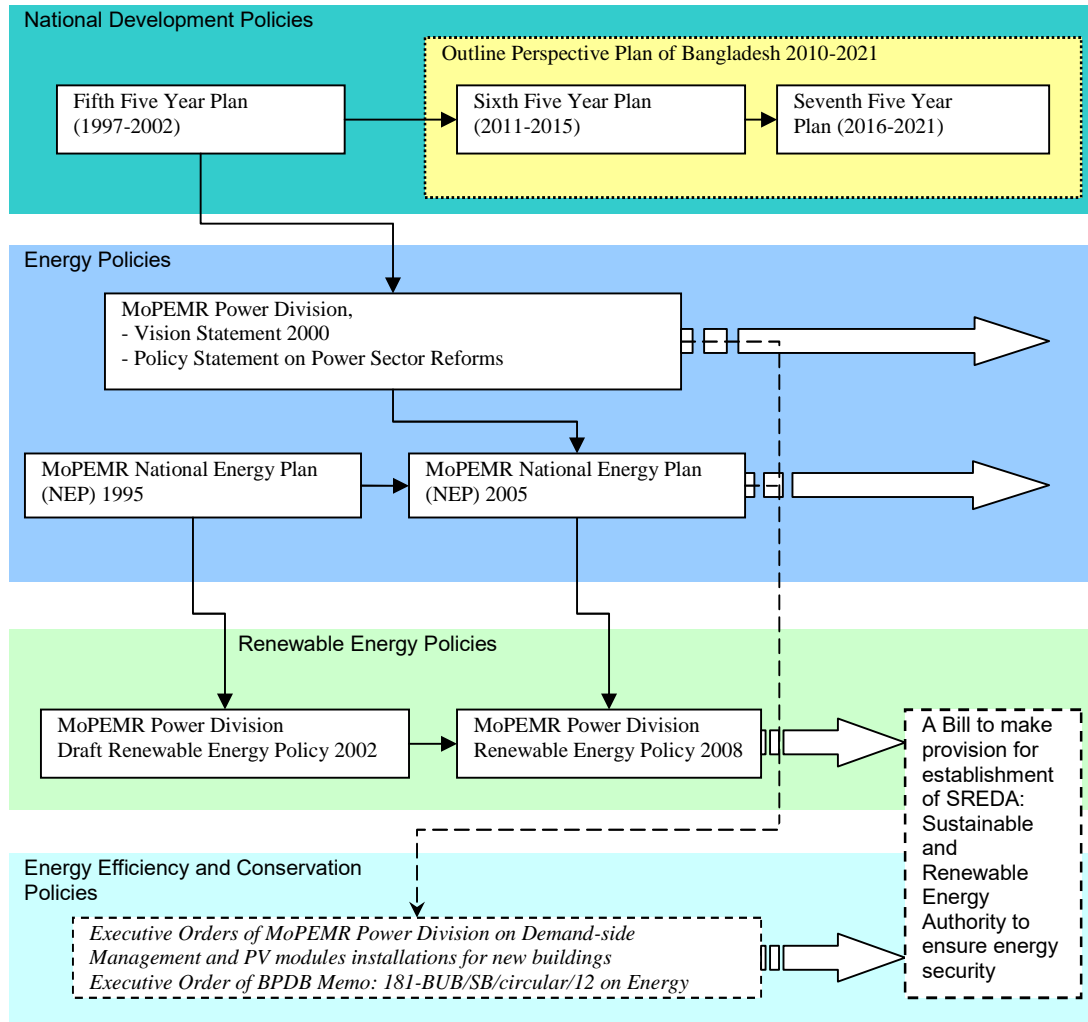 National Development Policies
Outline Perspective Plan of Bangladesh 2010-2021
Fifth Five Year Plan
(1997-2002)
Sixth Five Year Plan
(2011-2015)
Seventh Five Year
Plan (2016-2021)
Energy Policies
MoPEMR Power Division,
- Vision Statement 2000
- Policy Statement on Power Sector Reforms
MoPEMR National Energy Plan
(NEP) 1995
MoPEMR National Energy Plan
(NEP) 2005
Renewable Energy Policies
MoPEMR Power Division
Draft Renewable Energy Policy 2002
MoPEMR Power Division
Renewable Energy Policy 2008
A Bill to make
provision for
establishment
of SREDA:
Sustainable
and
Renewable
Energy
Authority to
ensure energy
security
Energy Efficiency and Conservation
Policies
Executive Orders of MoPEMR Power Division on Demand-side
Management and PV modules installations for new buildings
Executive Order of BPDB Memo: 181-BUB/SB/circular/12 on Energy